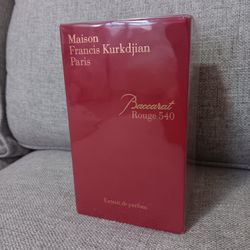 Maison
Francis Kurkdjian
Paris
Baccarat
Rouge 540
Extrait de parfum